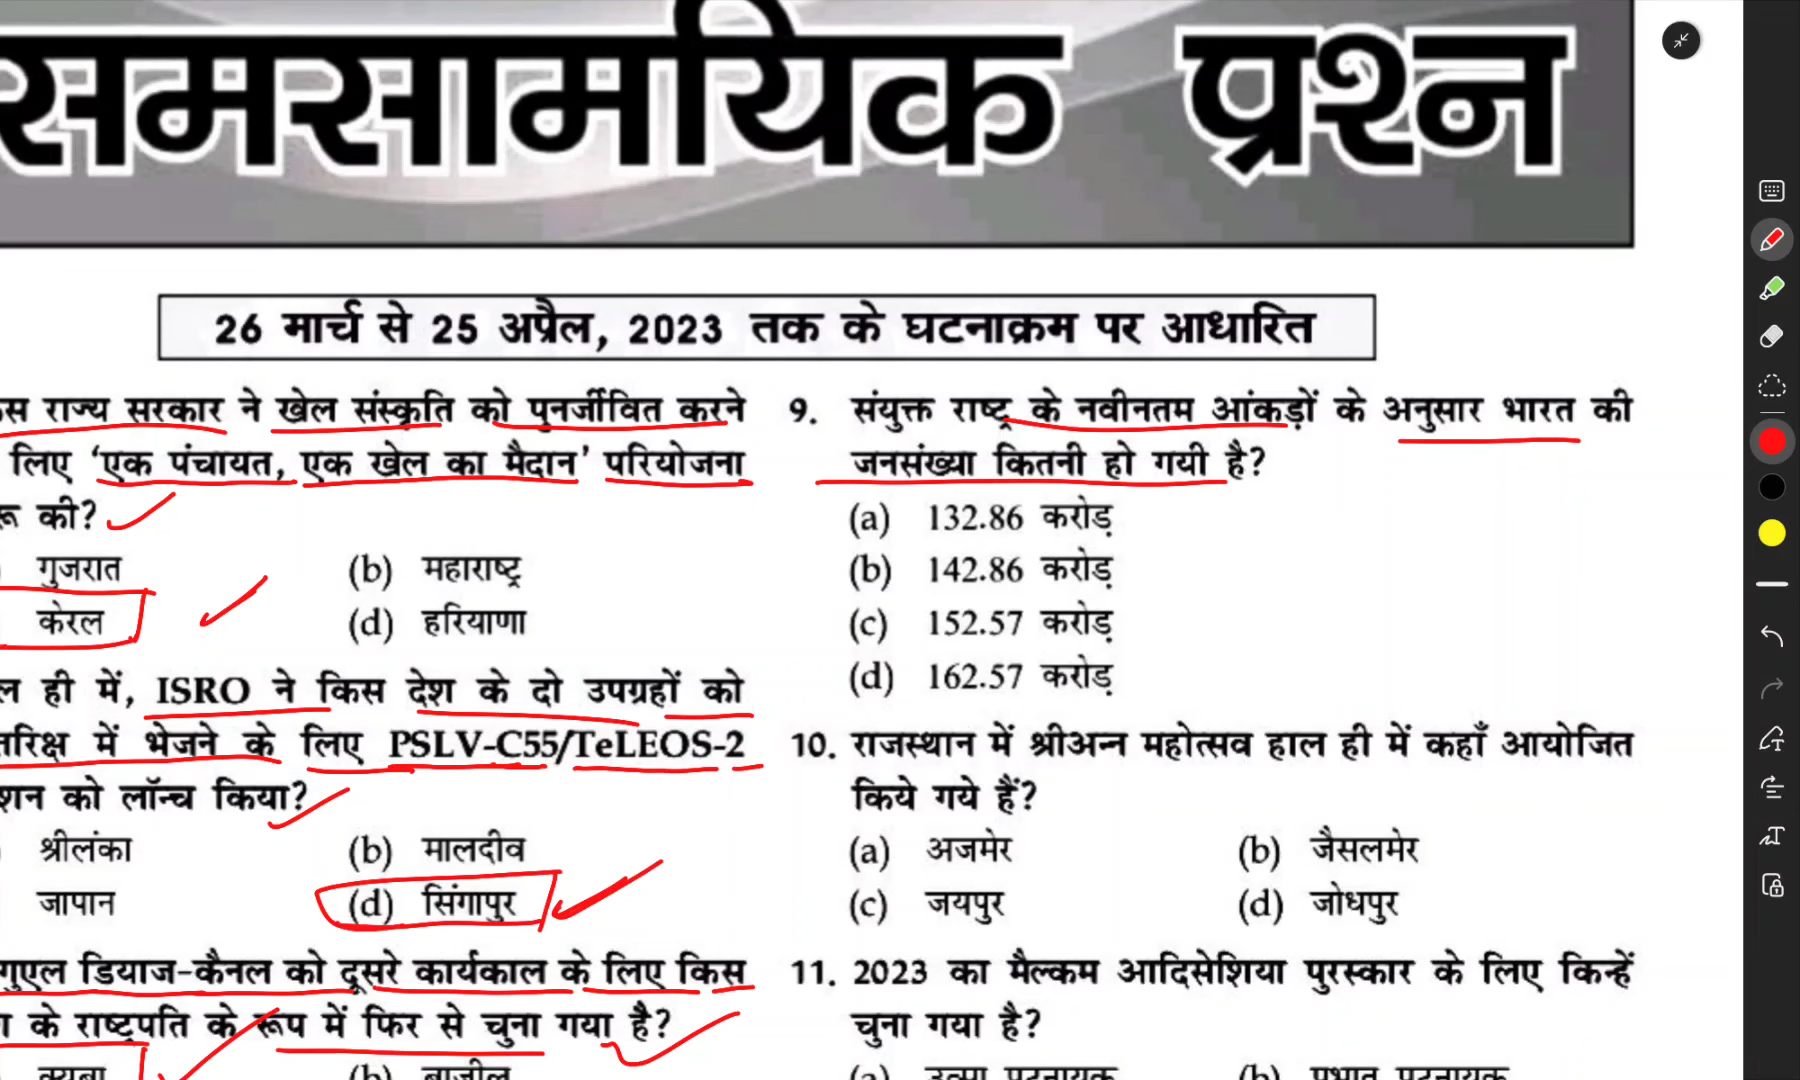 समसामयिक प्रश्न
26 मार्च से 25 अप्रैल, 2023 तक के घटनाक्रम पर आधारित
राज्य सरकार ने खेल संस्कृति को पुनर्जीवित करने
लिए ‘एक पंचायत, एक खेल का मैदान’ परियोजना
की?
गुजरात (b) महाराष्ट्र
केरल (d) हरियाणा
ही में, ISRO ने किस देश के दो उपग्रहों को
में भेजने के लिए PSLV-C55/TeLEOS-2
को लॉन्च किया?
श्रीलंका (b) मालदीव
जापान (d) सिंगापुर
डियाज-कैनल को दूसरे कार्यकाल के लिए किस
के राष्ट्रपति के रूप में फिर से चुना गया है?
(b)
9. संयुक्त राष्ट्र के नवीनतम आंकड़ों के अनुसार भारत की
जनसंख्या कितनी हो गयी है?
(a) 132.86 करोड़
(b) 142.86 करोड़
(c) 152.57 करोड़
(d) 162.57 करोड़
10. राजस्थान में श्रीअन्न महोत्सव हाल ही में कहाँ आयोजित
किये गये हैं?
(a) अजमेर (b) जैसलमेर
(c) जयपुर (d) जोधपुर
11. 2023 का मैल्कम आदिसेशिया पुरस्कार के लिए किन्हें
चुना गया है?
(a) (b)